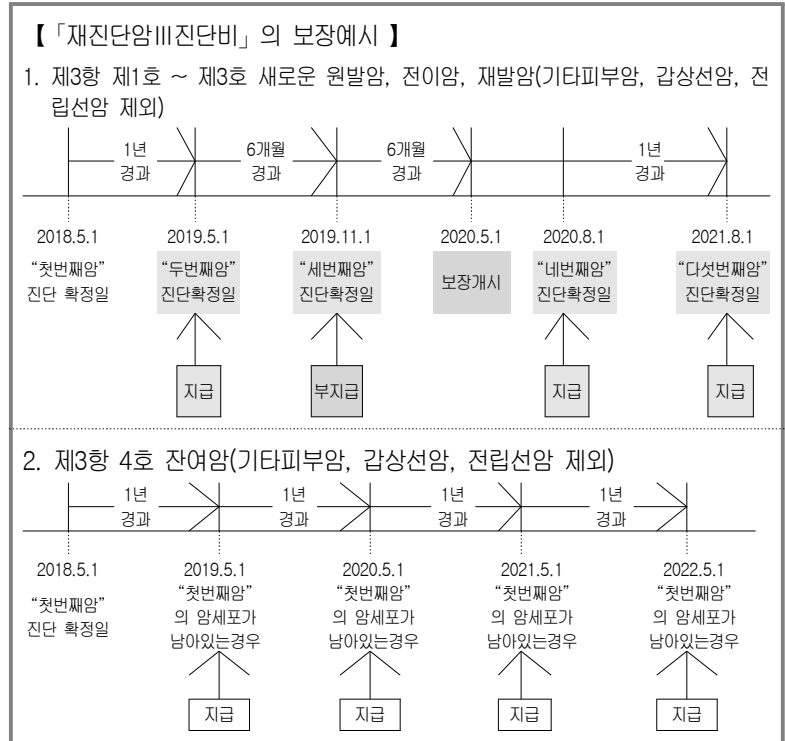 【「재진단암Ⅲ진단비」의 보장예시 】
1. 제3항 제1호 ~ 제3호 새로운 원발암, 전이암, 재발암(기타피부암, 갑상선암, 전
립선암 제외)
1년 6개월 6개월 1년
경과 경과 경과 경과
2018.5.1 2019.5.1 2019.11.1 2020.5.1 2020.8.1 2021.8.1
“첫번째암” “두번째암” “세번째암” 보장개시 “네번째암” “다섯번째암”
진단 확정일 진단확정일 진단확정일 진단확정일 진단확정일
지급 부지급 지급 지급
2. 제3항 4호 잔여암(기타피부암, 갑상선암, 전립선암 제외)
1년 1년 1년 1년
경과 경과 경과 경과
2018.5.1 2019.5.1 2020.5.1 2021.5.1 2022.5.1
“첫번째암” “첫번째암” “첫번째암” “첫번째암” “첫번째암”
진단 확정일 의 암세포가 의 암세포가 의 암세포가 의 암세포가
남아있는경우 남아있는경우 남아있는경우 남아있는경우
지급 지급 지급 지급